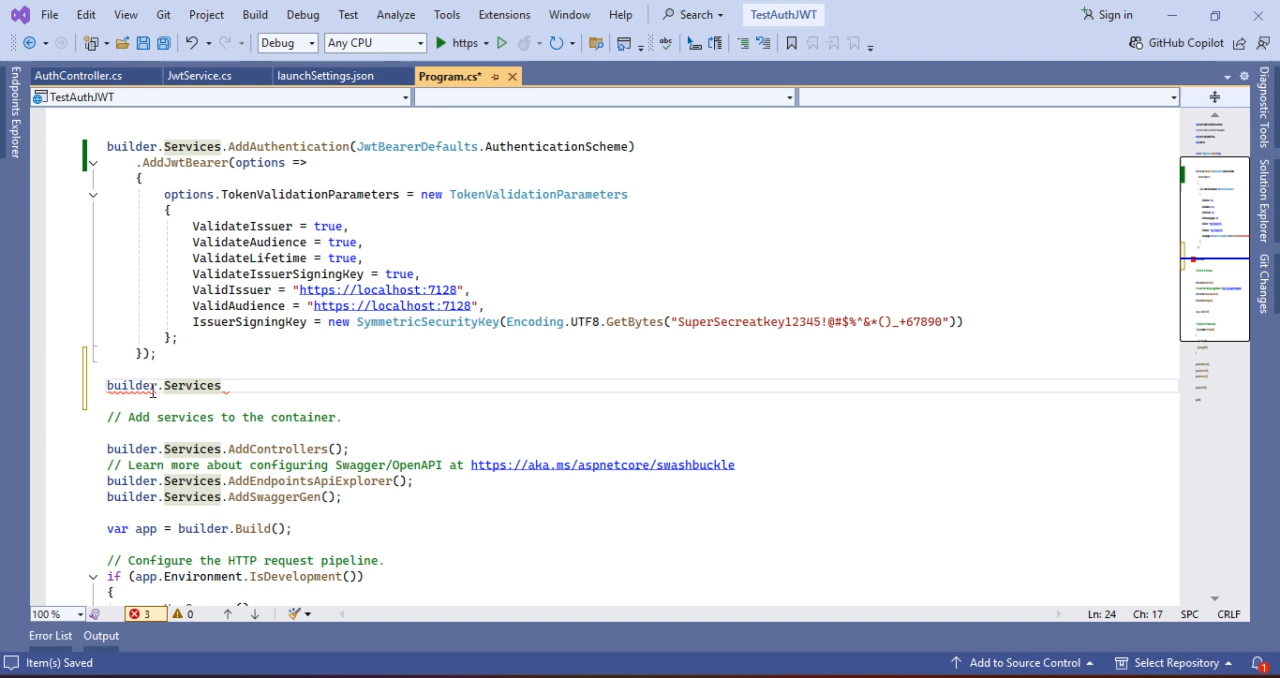 File Edit View Git Project Build Debug Test Analyze Tools Extensions Window Help Search TestAuthJWT Sign in
Debug Any CPU https GitHub Copilot
AuthController.cs JwtService.cs launchSettings.json Program.cs*
TestAuthJWT
Endpoints Explorer
Diagnostic Tools
Solution Explorer
Git Changes
builder.Services.AddAuthentication(JwtBearerDefaults.AuthenticationScheme)
.AddJwtBearer(options =>
{
options.TokenValidationParameters = new TokenValidationParameters
{
ValidateIssuer = true,
ValidateAudience = true,
ValidateLifetime = true,
ValidateIssuerSigningKey = true,
ValidIssuer = "https://localhost:7128",
ValidAudience = "https://localhost:7128",
IssuerSigningKey = new SymmetricSecurityKey(Encoding.UTF8.GetBytes("SuperSecreatkey12345!@#$%^&*()_+67890"))
};
});
builder.Services
// Add services to the container.
builder.Services.AddControllers();
// Learn more about configuring Swagger/OpenAPI at https://aka.ms/aspnetcore/swashbuckle
builder.Services.AddEndpointsApiExplorer();
builder.Services.AddSwaggerGen();
var app = builder.Build();
// Configure the HTTP request pipeline.
if (app.Environment.IsDevelopment())
{
100 % 3 0 Ln: 24 Ch: 17 SPC CRLF
Error List Output
Item(s) Saved Add to Source Control Select Repository 1